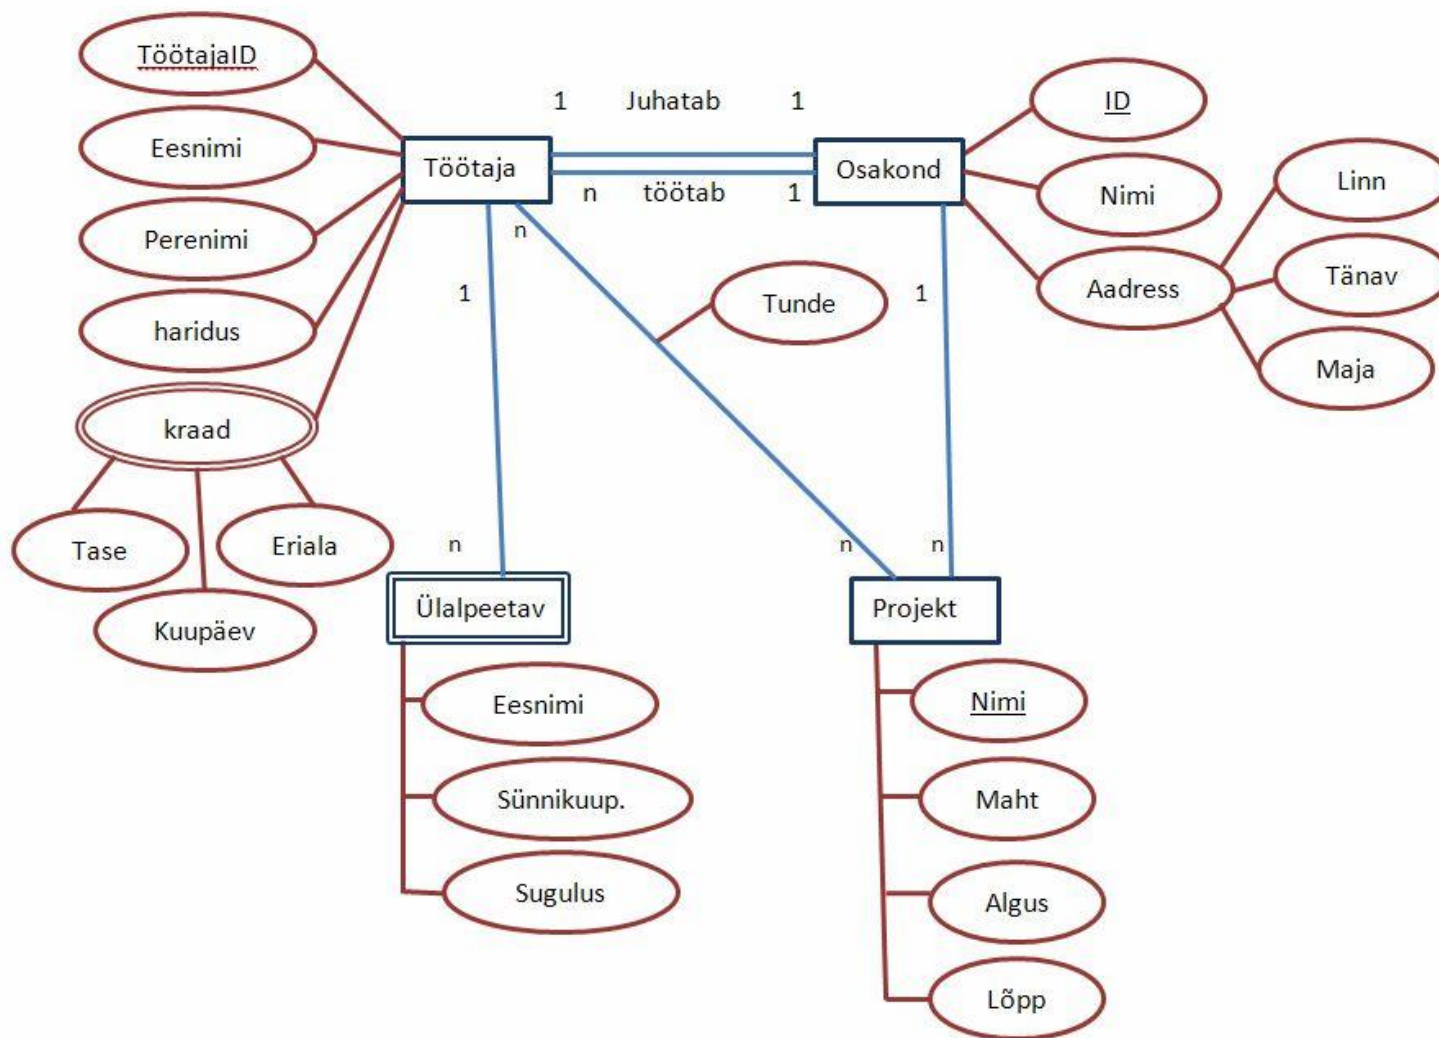 TöötajaID
Eesnimi
Perenimi
haridus
kraad
Tase
Eriala
Kuupäev
1 Juhatab 1
Töötaja
Osakond
n töötab 1
ID
Nimi
Aadress
Linn
Tänav
Maja
n
Tunde
1
1
n
n
n
Ülalpeetav
Eesnimi
Sünnikuup.
Sugulus
Projekt
Nimi
Maht
Algus
Lõpp